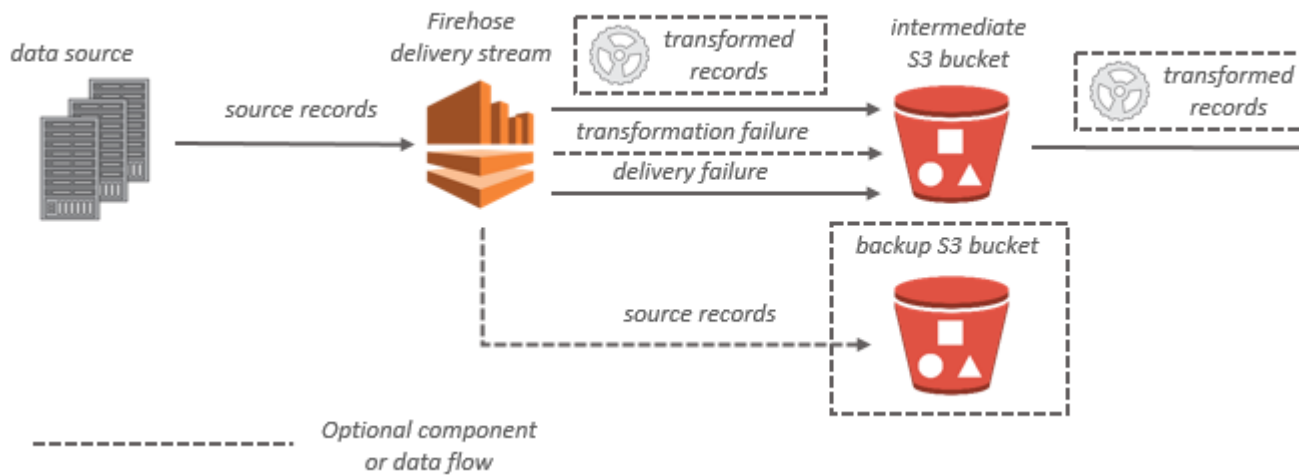 data source
source records
Firehose
delivery stream
transformed
records
transformation failure
delivery failure
intermediate
S3 bucket
transformed
records
backup S3 bucket
source records
Optional component
or data flow